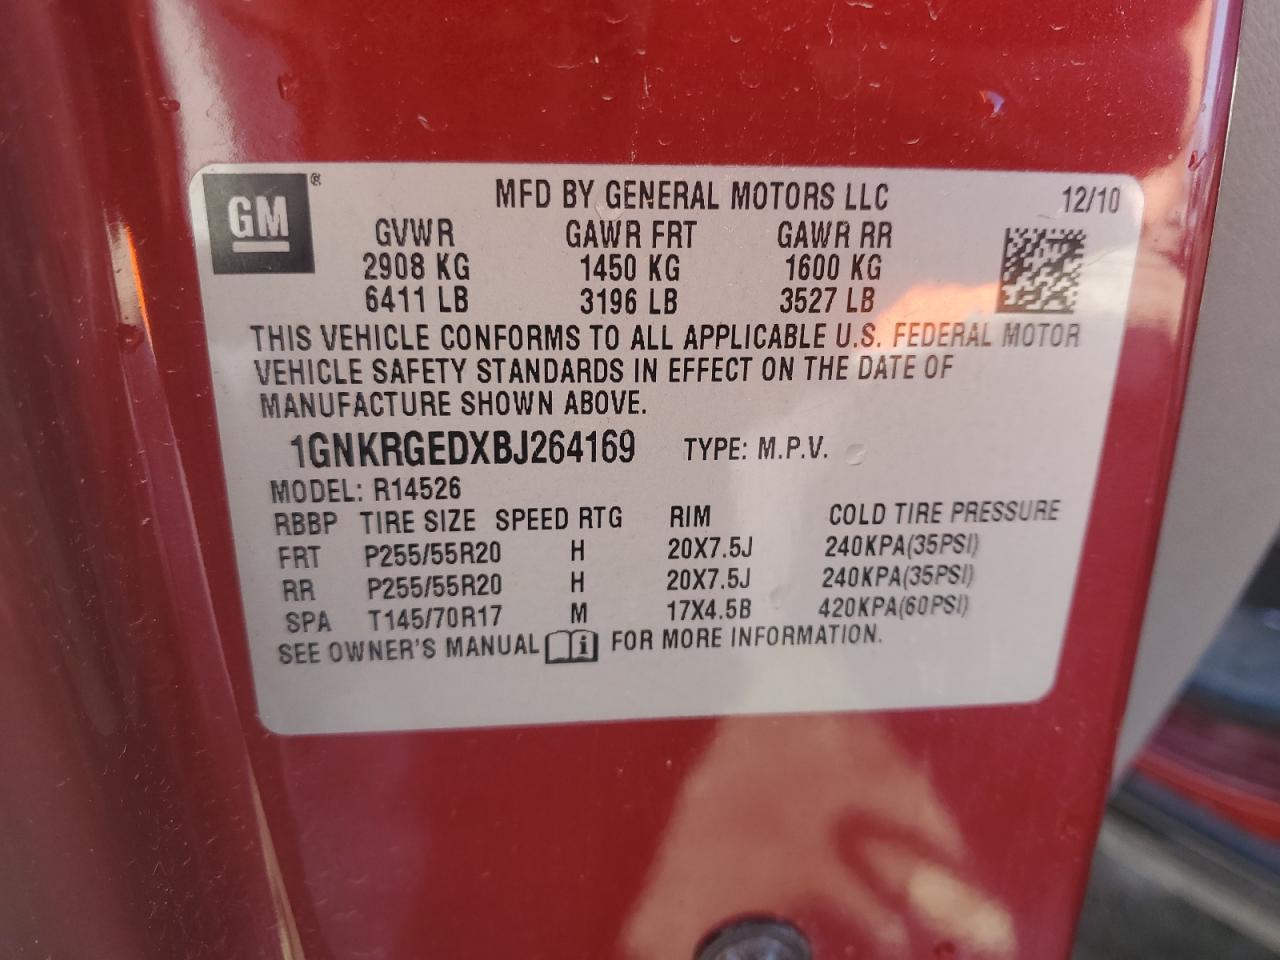 GM ® MFD BY GENERAL MOTORS LLC 12/10
GVWR GAWR FRT GAWR RR
2908 KG 1450 KG 1600 KG
6411 LB 3196 LB 3527 LB
THIS VEHICLE CONFORMS TO ALL APPLICABLE U.S. FEDERAL MOTOR
VEHICLE SAFETY STANDARDS IN EFFECT ON THE DATE OF
MANUFACTURE SHOWN ABOVE.
1GNKRGEDXBJ264169 TYPE: M.P.V.
MODEL: R14526
RBBP TIRE SIZE SPEED RTG RIM COLD TIRE PRESSURE
FRT P255/55R20 H 20X7.5J 240KPA(35PSI)
RR P255/55R20 H 20X7.5J 240KPA(35PSI)
SPA T145/70R17 M 17X4.5B 420KPA(60PSI)
SEE OWNER'S MANUAL i FOR MORE INFORMATION.